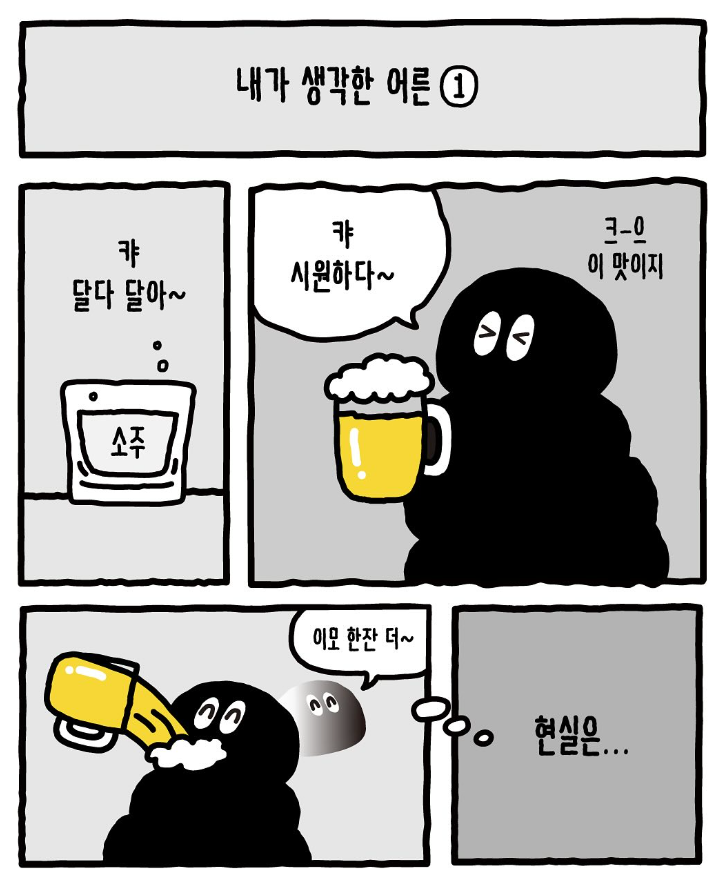 내가 생각한 어른 ①
캬
달다 달아~
소주
캬
시원하다~
크-으
이 맛이지
이모 한잔 더~
현실은...